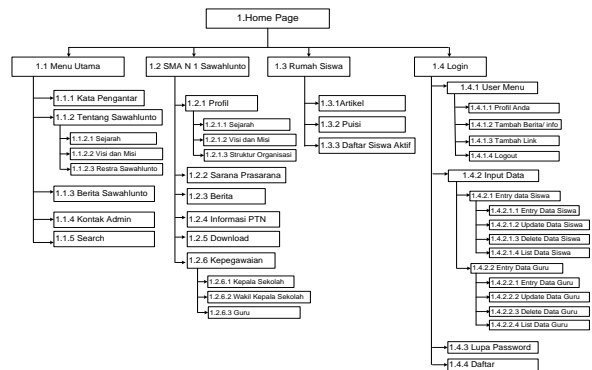 1.Home Page
1.1 Menu Utama
1.1.1 Kata Pengantar
1.1.2 Tentang Sawahlunto
1.1.2.1 Sejarah
1.1.2.2 Visi dan Misi
1.1.2.3 Restra Sawahlunto
1.1.3 Berita Sawahlunto
1.1.4 Kontak Admin
1.1.5 Search
1.2 SMA N 1 Sawahlunto
1.2.1 Profil
1.2.1.1 Sejarah
1.2.1.2 Visi dan Misi
1.2.1.3 Struktur Organisasi
1.2.2 Sarana Prasarana
1.2.3 Berita
1.2.4 Informasi PTN
1.2.5 Download
1.2.6 Kepegawaian
1.2.6.1 Kepala Sekolah
1.2.6.2 Wakil Kepala Sekolah
1.2.6.3 Guru
1.3 Rumah Siswa
1.3.1Artikel
1.3.2 Puisi
1.3.3 Daftar Siswa Aktif
1.4 Login
1.4.1 User Menu
1.4.1.1 Profil Anda
1.4.1.2 Tambah Berita/ info
1.4.1.3 Tambah Link
1.4.1.4 Logout
1.4.2 Input Data
1.4.2.1 Entry data Siswa
1.4.2.1.1 Entry Data Siswa
1.4.2.1.2 Update Data Siswa
1.4.2.1.3 Delete Data Siswa
1.4.2.1.4 List Data Siswa
1.4.2.2 Entry Data Guru
1.4.2.2.1 Entry Data Guru
1.4.2.2.2 Update Data Guru
1.4.2.2.3 Delete Data Guru
1.4.2.2.4 List Data Guru
1.4.3 Lupa Password
1.4.4 Daftar